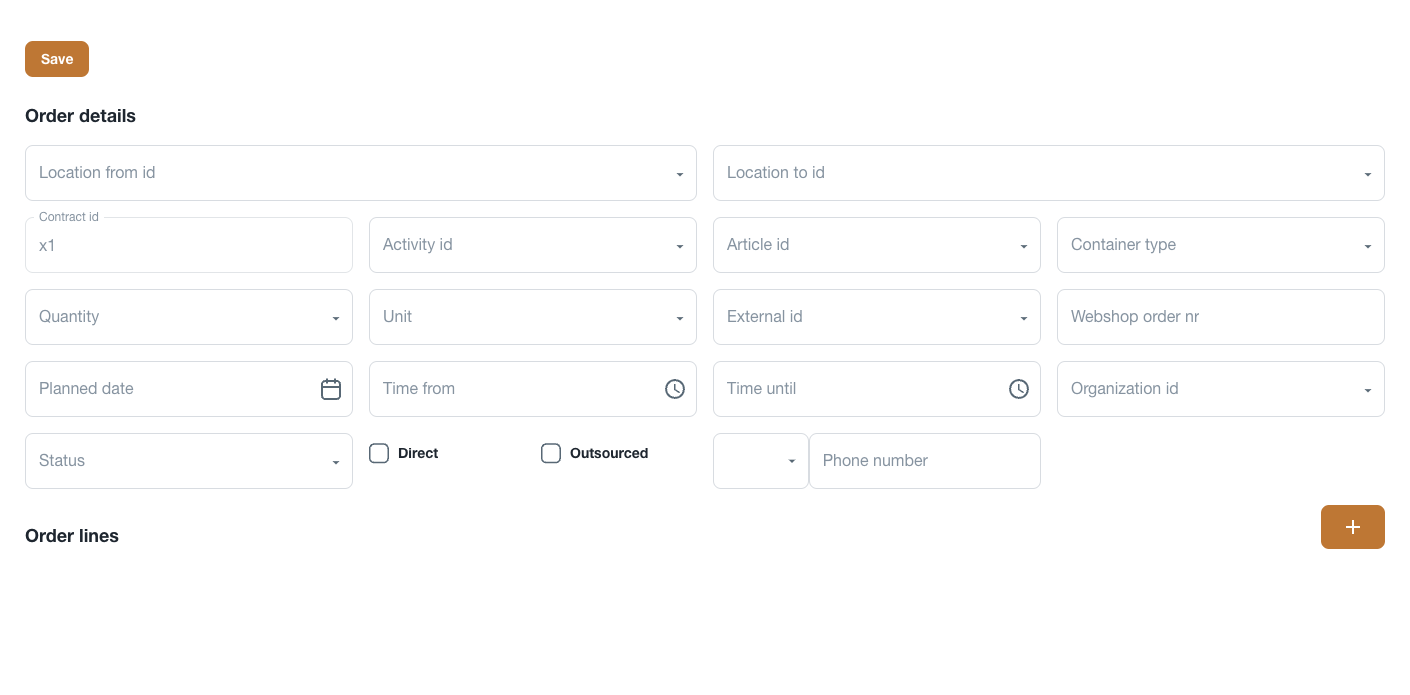 Save
Order details
Location from id
Location to id
Contract id
x1
Activity id
Article id
Container type
Quantity
Unit
External id
Webshop order nr
Planned date
Time from
Time until
Organization id
Status
Direct
Outsourced
Phone number
Order lines
+